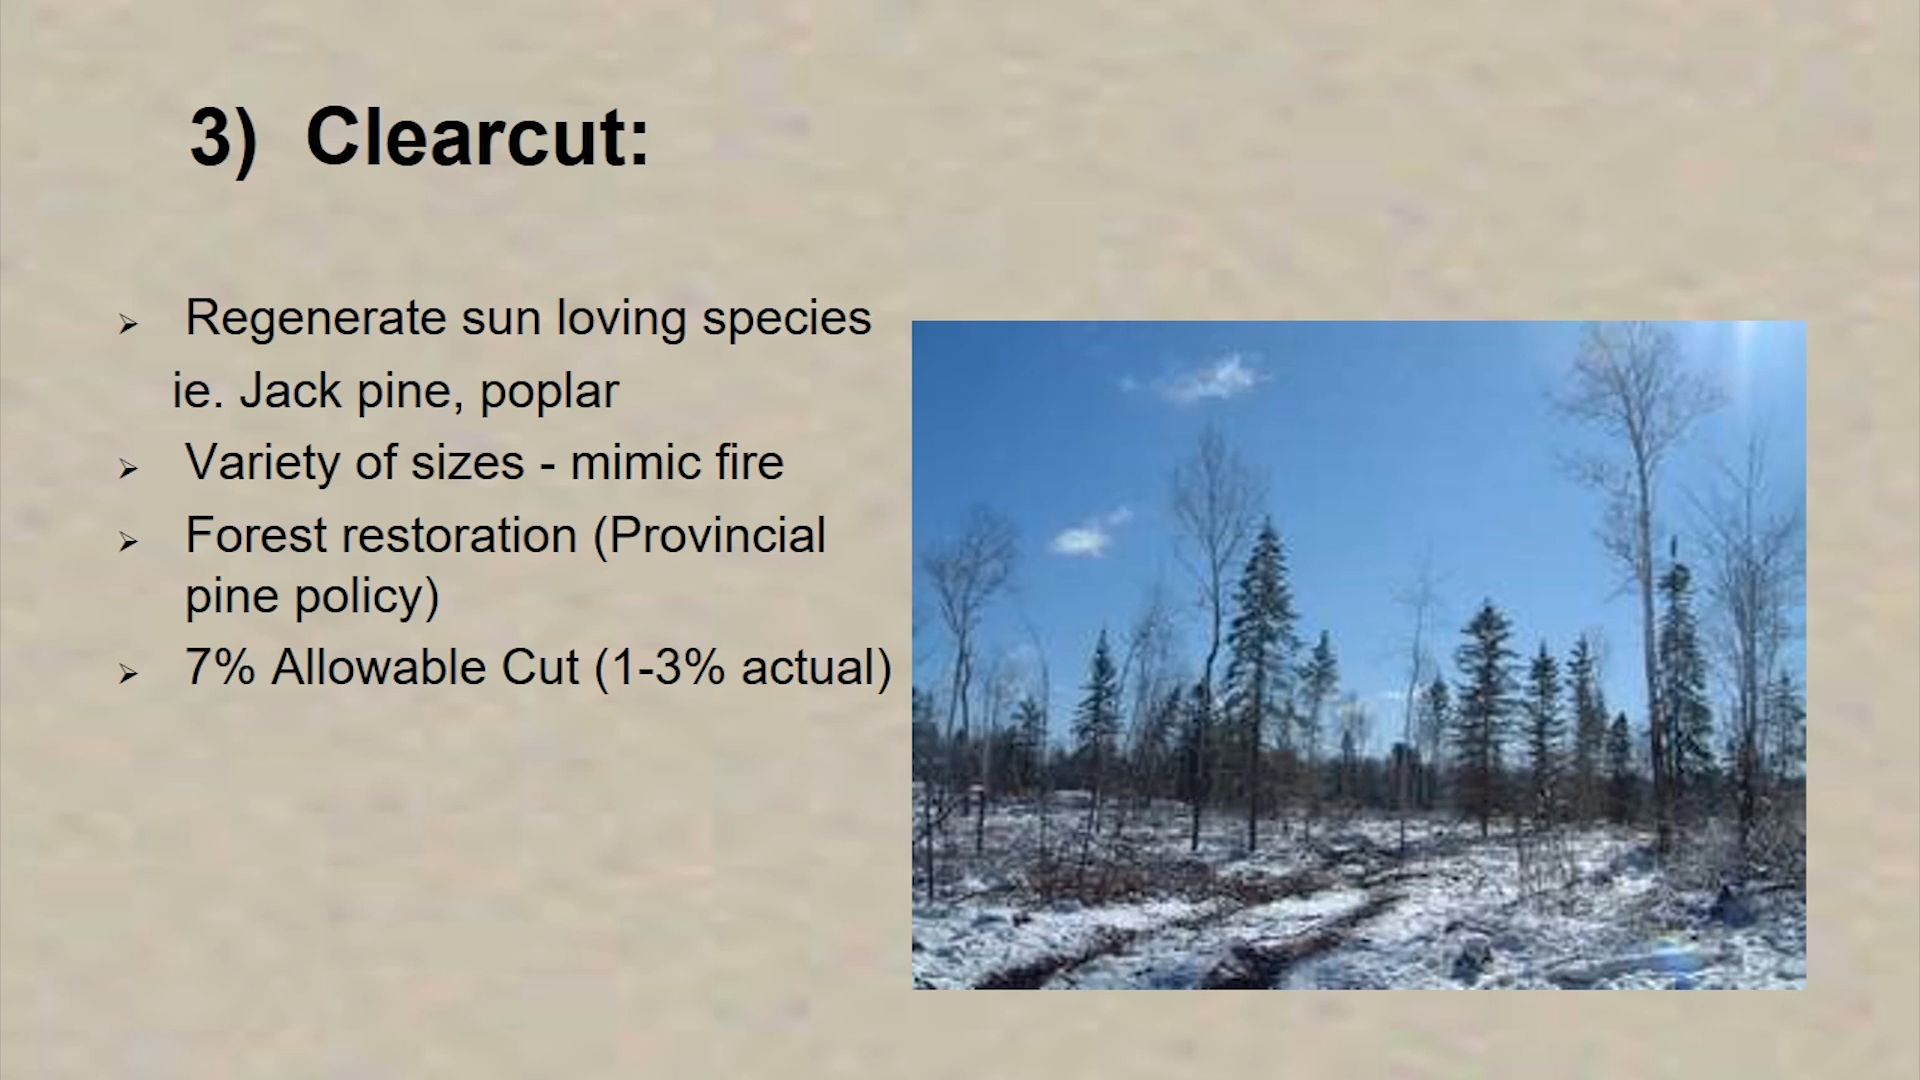 3) Clearcut:
Regenerate sun loving species
ie. Jack pine, poplar
Variety of sizes - mimic fire
Forest restoration (Provincial
pine policy)
7% Allowable Cut (1-3% actual)